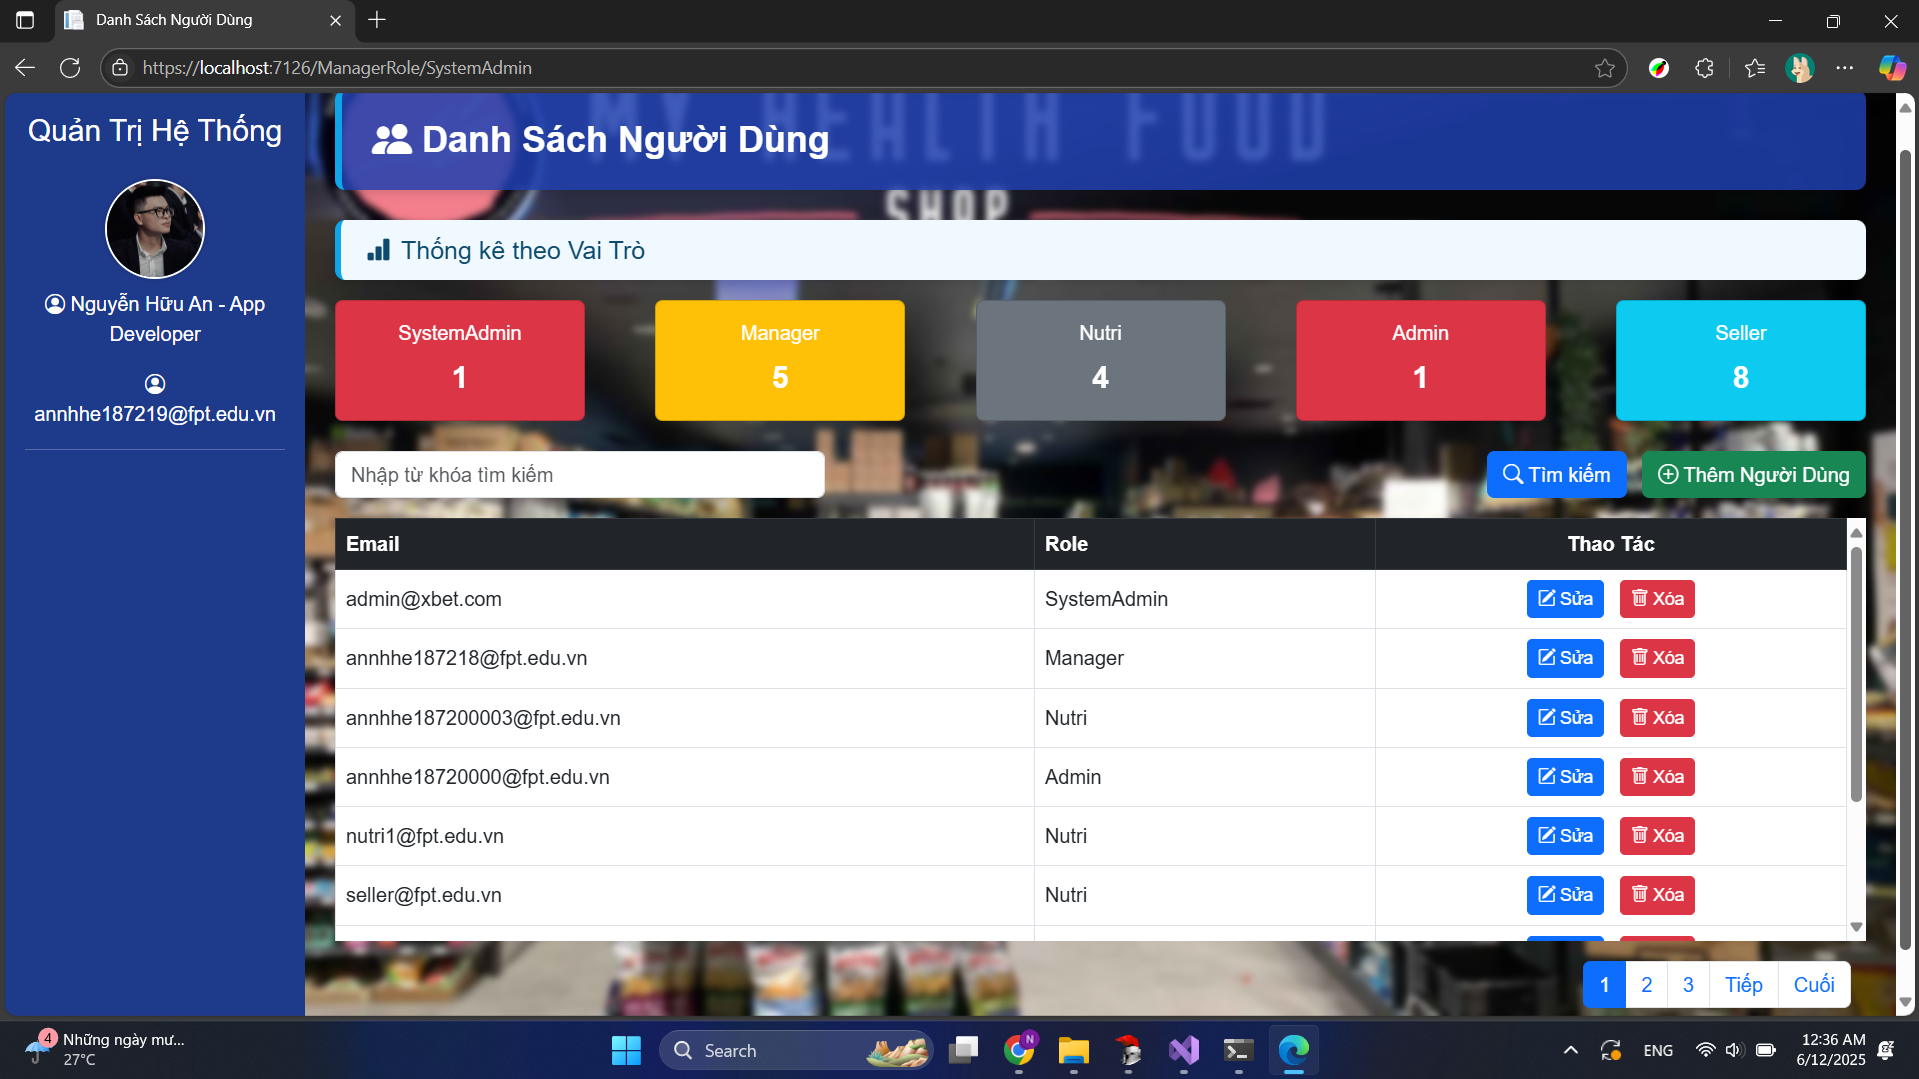 Danh Sách Người Dùng
https://localhost:7126/ManagerRole/SystemAdmin
Quản Trị Hệ Thống
Nguyễn Hữu An - App
Developer
annhhe187219@fpt.edu.vn
MY HEALTH FOOD
SHOP
Danh Sách Người Dùng
Thống kê theo Vai Trò
SystemAdmin
1
Manager
5
Nutri
4
Admin
1
Seller
8
Nhập từ khóa tìm kiếm
Tìm kiếm
Thêm Người Dùng
Email Role Thao Tác
admin@xbet.com SystemAdmin Sửa Xóa
annhhe187218@fpt.edu.vn Manager Sửa Xóa
annhhe187200003@fpt.edu.vn Nutri Sửa Xóa
annhhe18720000@fpt.edu.vn Admin Sửa Xóa
nutri1@fpt.edu.vn Nutri Sửa Xóa
seller@fpt.edu.vn Nutri Sửa Xóa
1 2 3 Tiếp Cuối
4
Những ngày mư...
27°C
Search
N
ENG
12:36 AM
6/12/2025